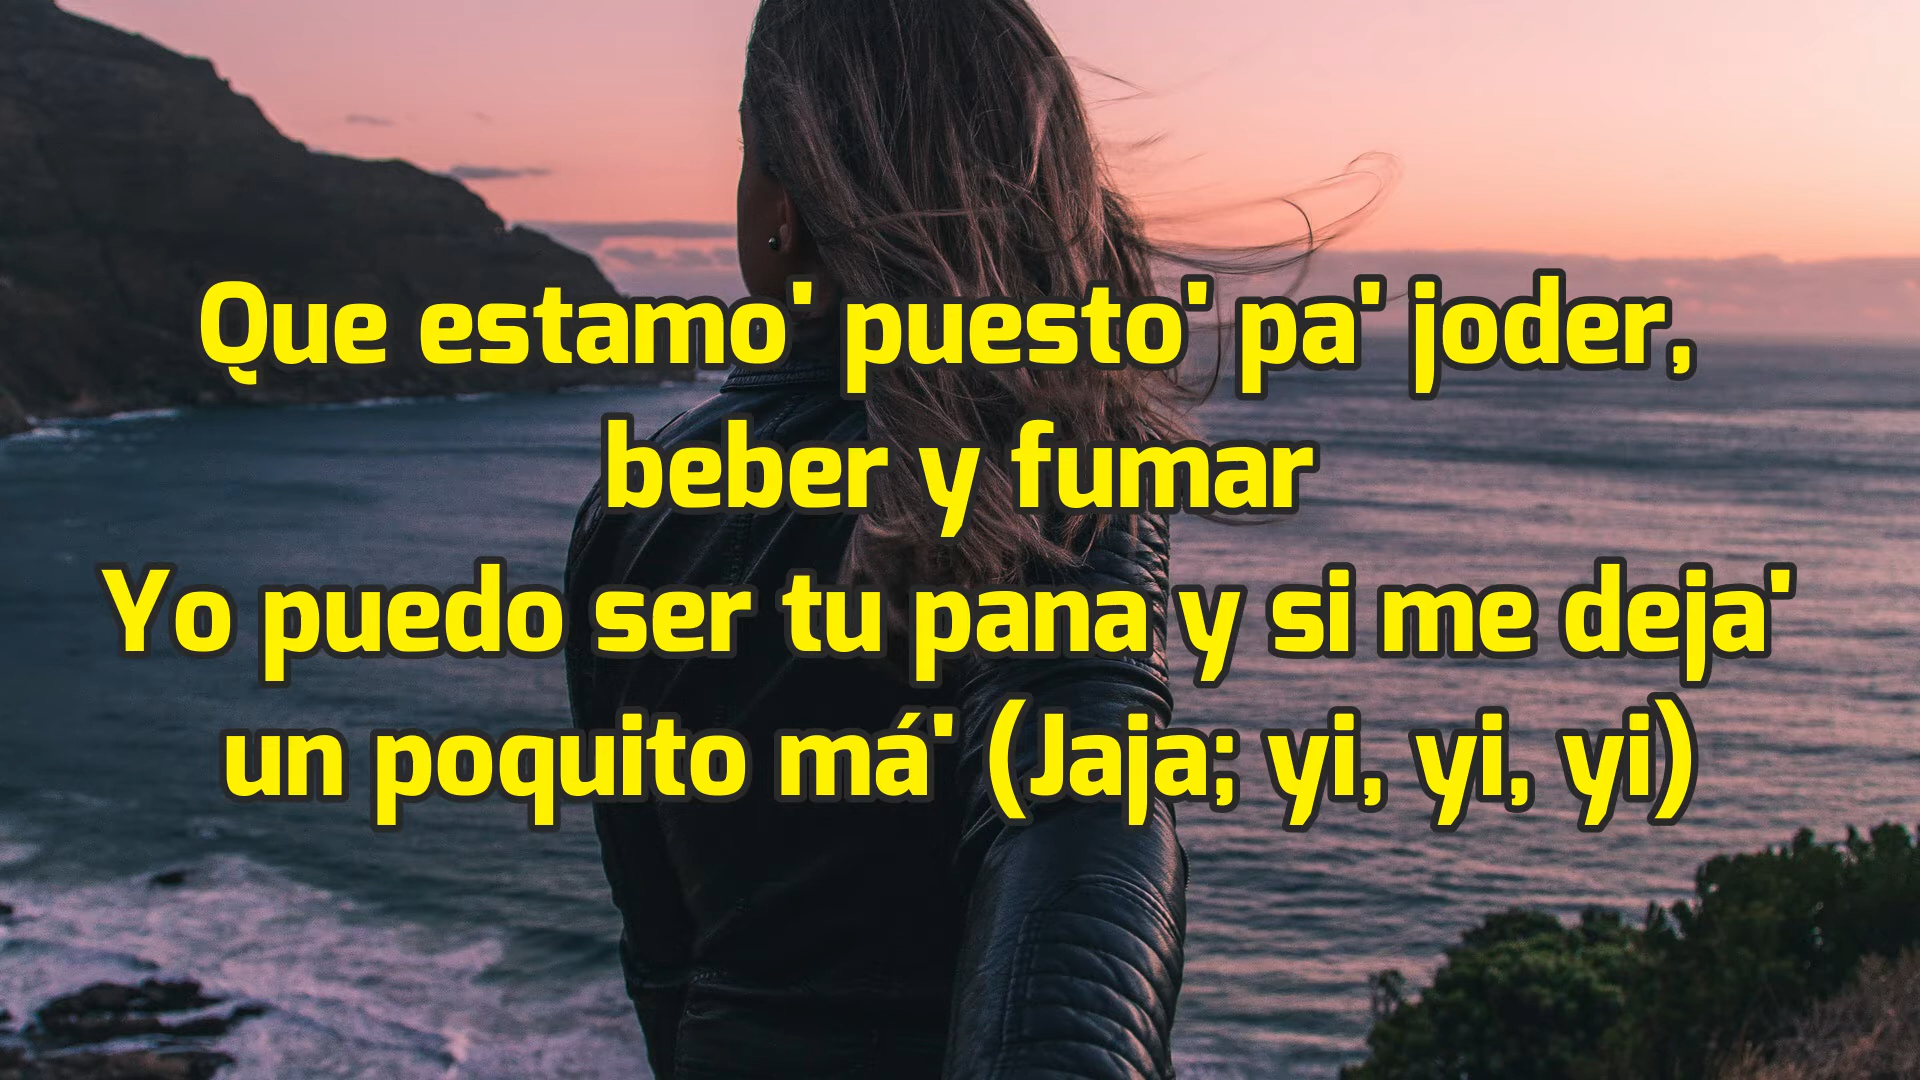 Que estamo' puesto' pa' joder,
beber y fumar
Yo puedo ser tu pana y si me deja'
un poquito má' (Jaja; yi, yi, yi)